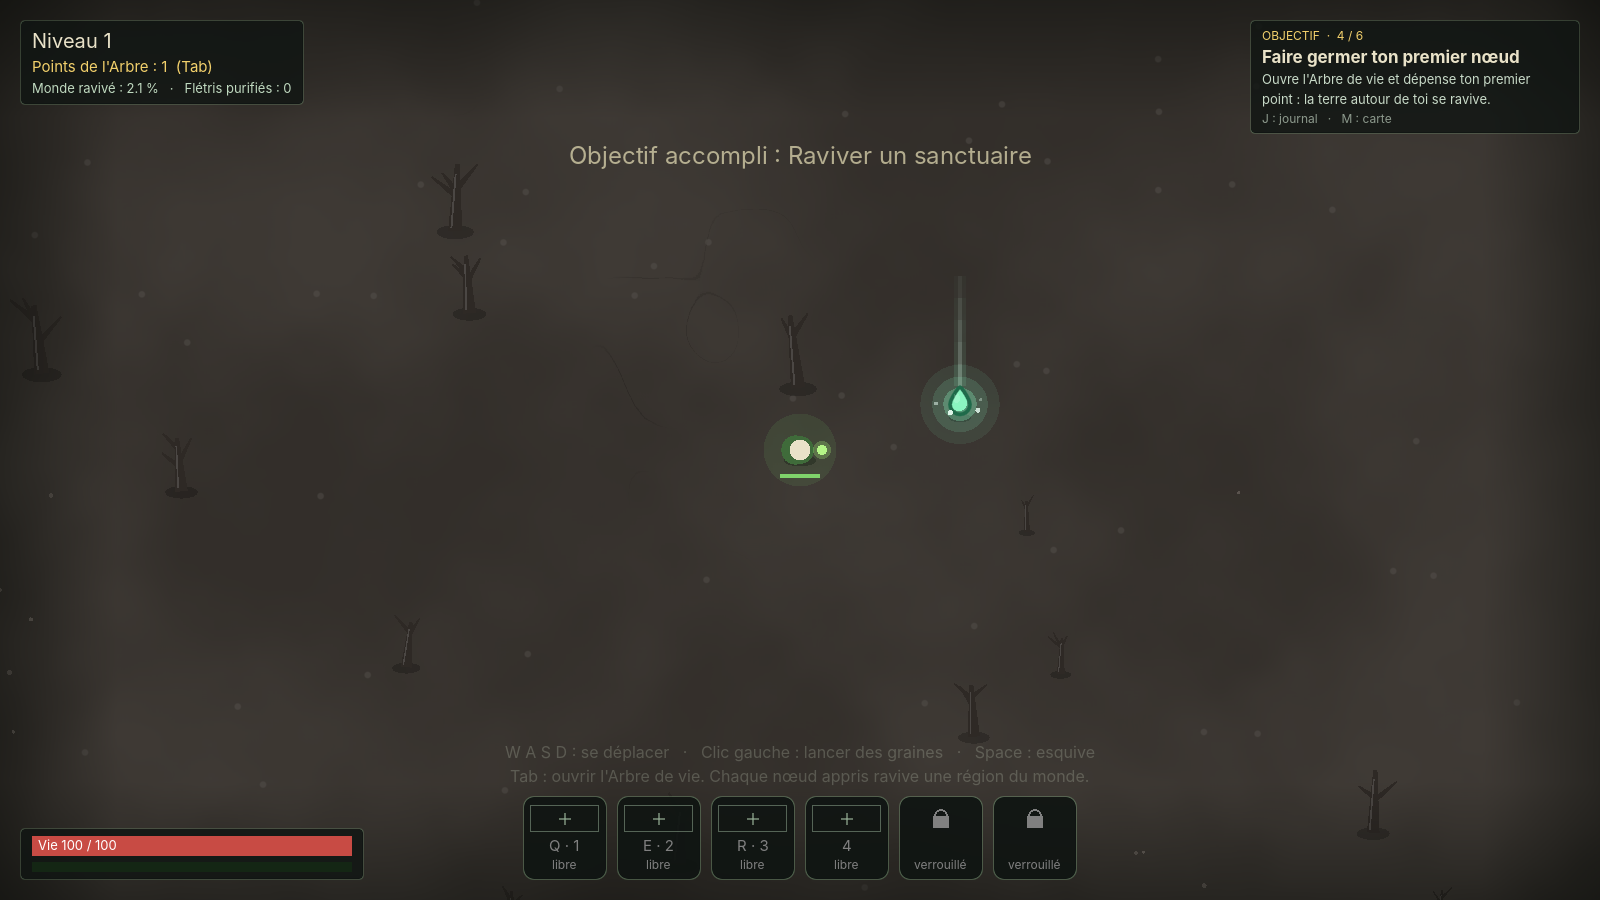 Niveau 1
Points de l'Arbre : 1 (Tab)
Monde ravivé : 2.1 % · Flétris purifiés : 0
OBJECTIF · 4 / 6
Faire germer ton premier nœud
Ouvre l'Arbre de vie et dépense ton premier
point : la terre autour de toi se ravive.
J : journal · M : carte
Objectif accompli : Raviver un sanctuaire
W A S D : se déplacer · Clic gauche : lancer des graines · Space : esquive
Tab : ouvrir l'Arbre de vie. Chaque nœud appris ravive une région du monde.
Vie 100 / 100
Q · 1
libre
E · 2
libre
R · 3
libre
4
libre
verrouillé
verrouillé